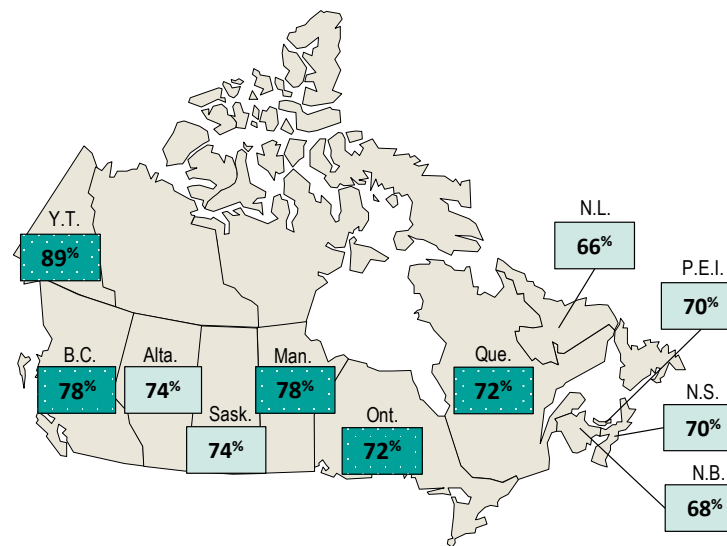 Y.T.
89%
N.L.
66%
P.E.I.
70%
B.C.
78%
Alta.
74%
Sask.
74%
Man.
78%
Ont.
72%
Que.
72%
N.S.
70%
N.B.
68%